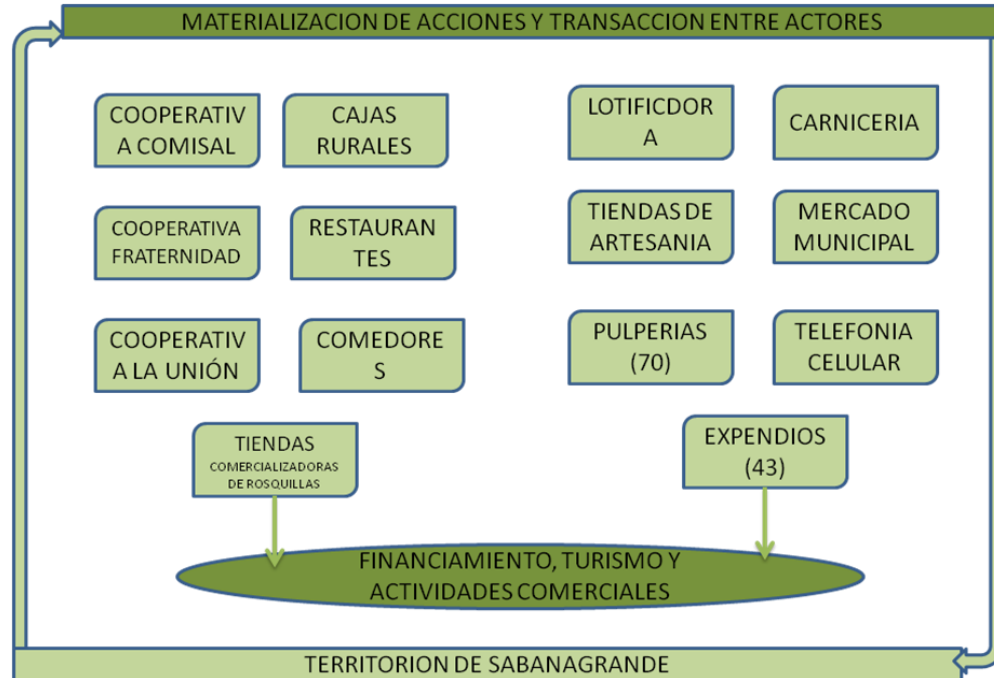 MATERIALIZACION DE ACCIONES Y TRANSACCION ENTRE ACTORES
COOPERATIV
A COMISAL
CAJAS
RURALES
LOTIFICDOR
A
CARNICERIA
COOPERATIVA
FRATERNIDAD
RESTAURAN
TES
TIENDAS DE
ARTESANIA
MERCADO
MUNICIPAL
COOPERATIV
A LA UNIÓN
COMEDORE
S
PULPERIAS
(70)
TELEFONIA
CELULAR
TIENDAS
COMERCIALIZADORAS
DE ROSQUILLAS
EXPENDIOS
(43)
FINANCIAMIENTO, TURISMO Y
ACTIVIDADES COMERCIALES
TERRITORION DE SABANAGRANDE